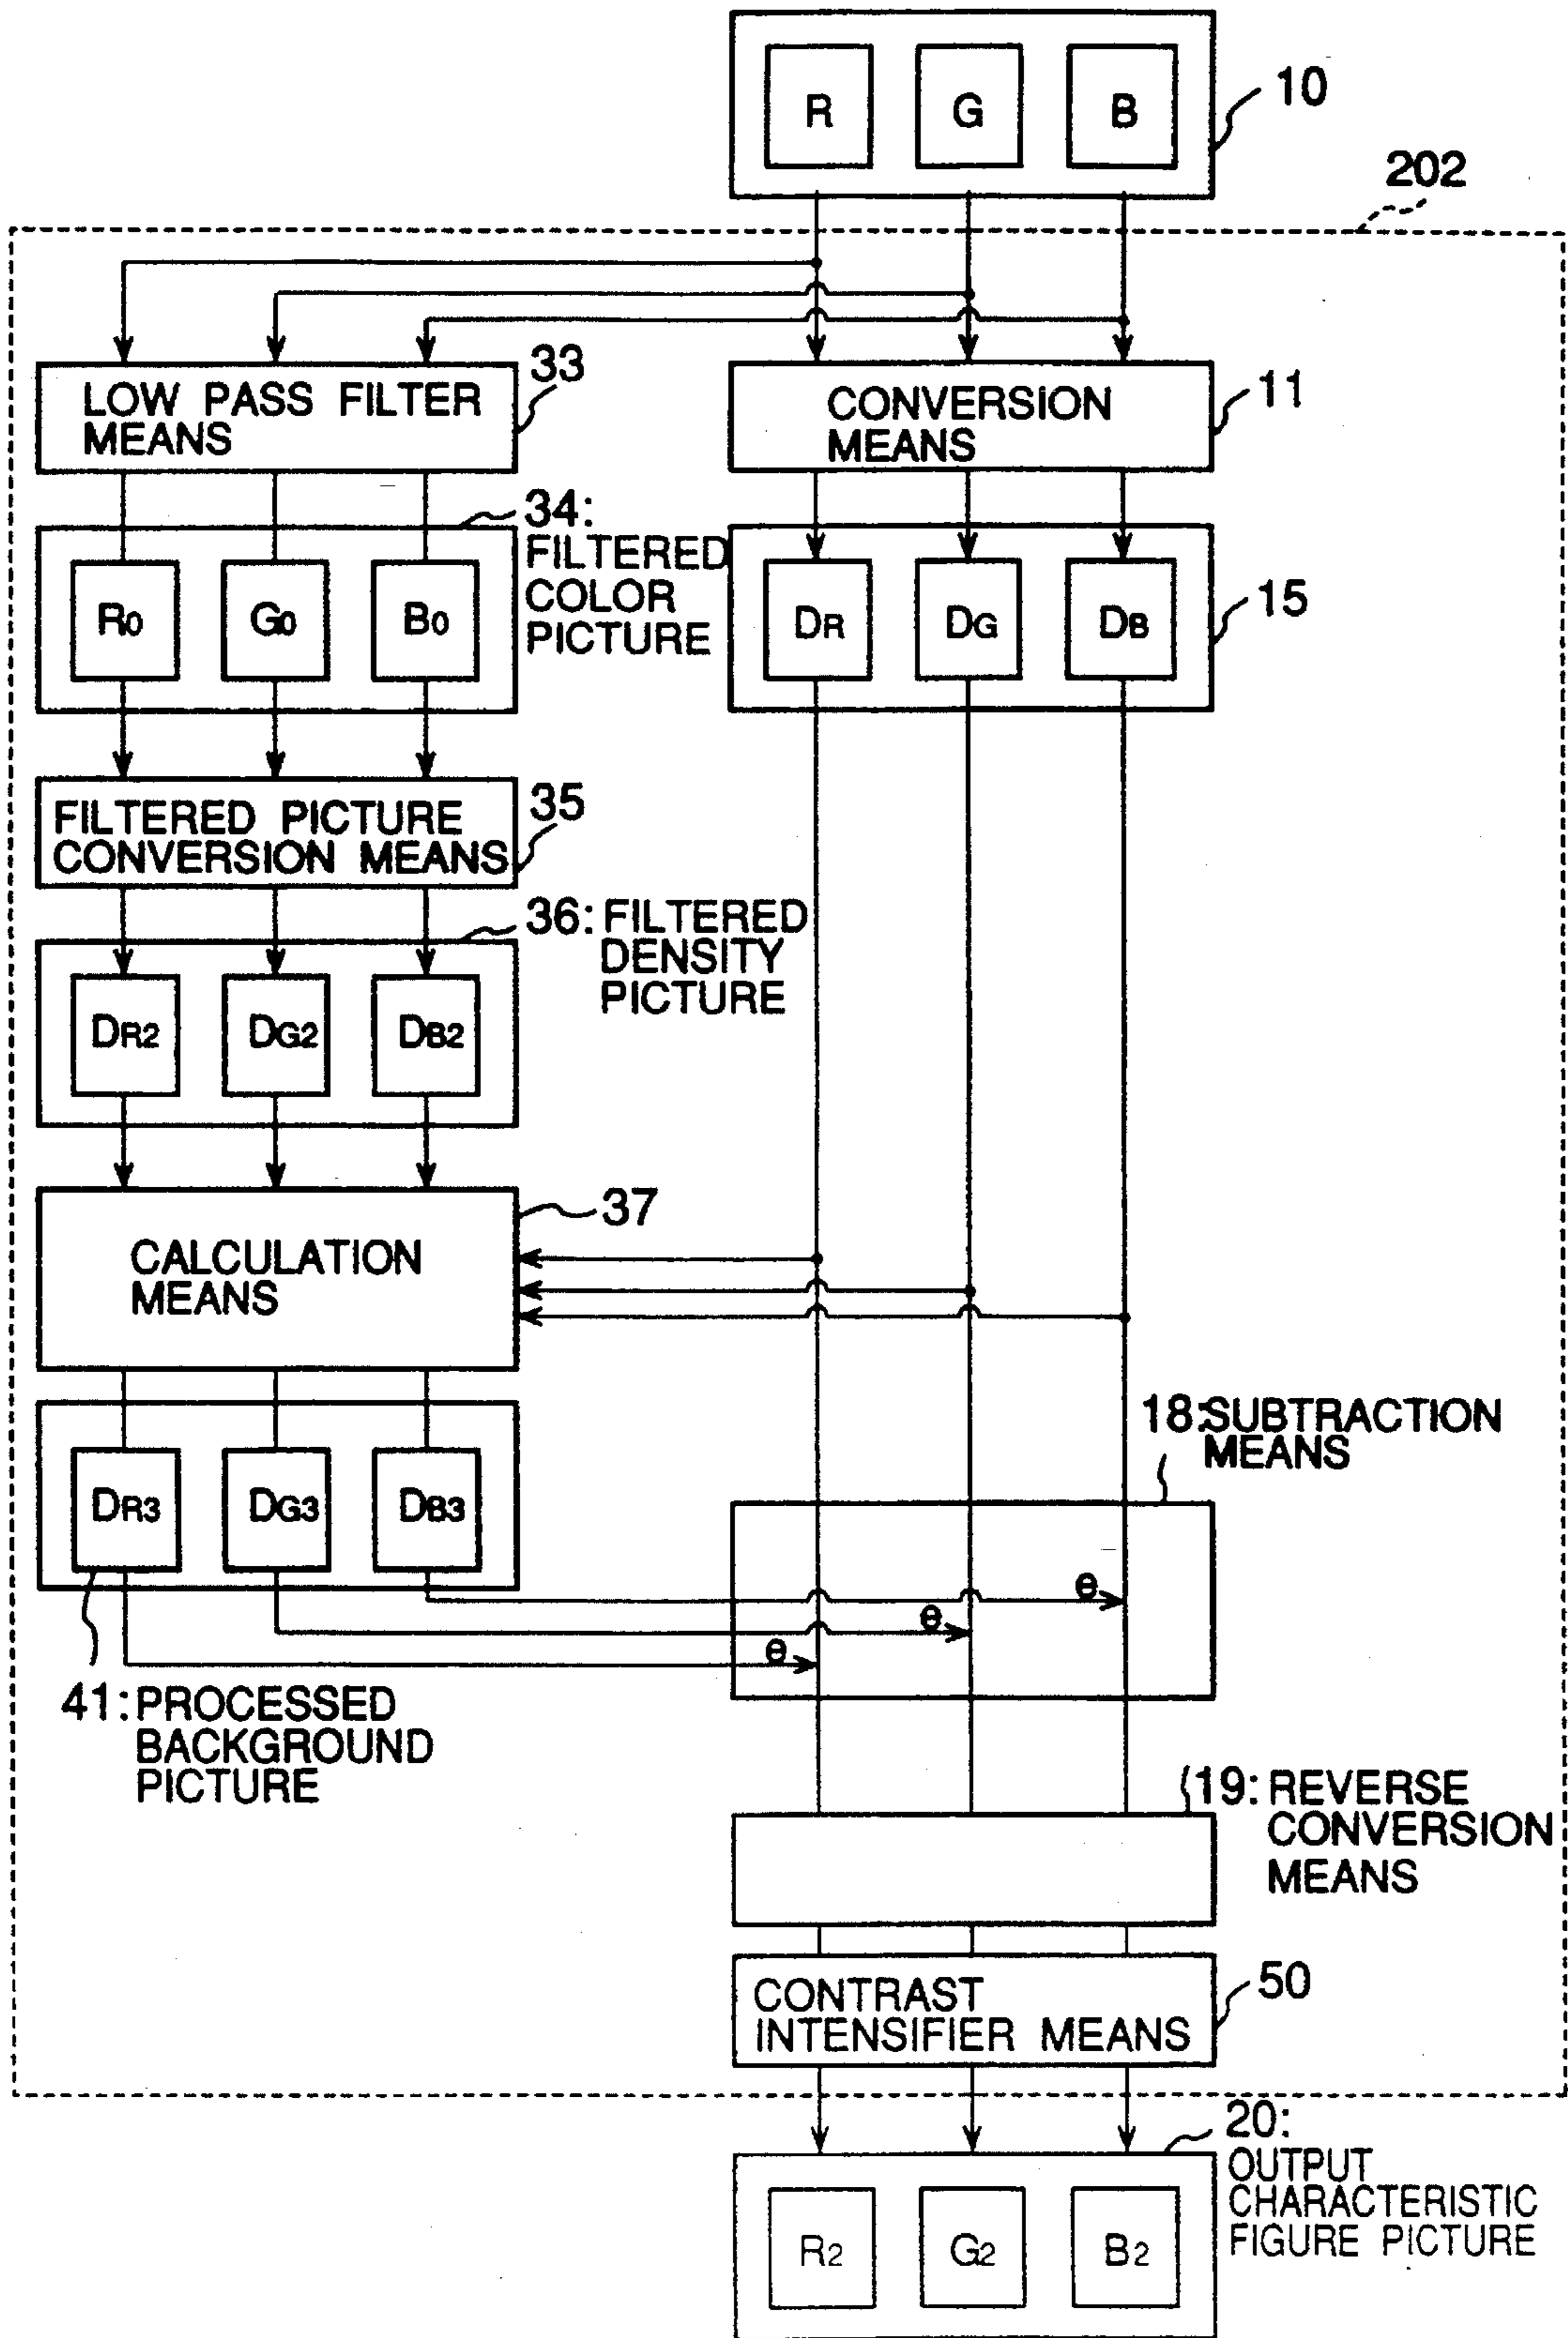 R G B
10
202
LOW PASS FILTER
MEANS
33
CONVERSION
MEANS
11
34:
FILTERED
COLOR
PICTURE
R0 G0 B0
DR DG DB
15
FILTERED PICTURE
CONVERSION MEANS
35
36: FILTERED
DENSITY
PICTURE
DR2 DG2 DB2
CALCULATION
MEANS
37
DR3 DG3 DB3
18:SUBTRACTION
MEANS
⊖
⊖
⊖
41: PROCESSED
BACKGROUND
PICTURE
19: REVERSE
CONVERSION
MEANS
CONTRAST
INTENSIFIER MEANS
50
20:
OUTPUT
CHARACTERISTIC
FIGURE PICTURE
R2 G2 B2